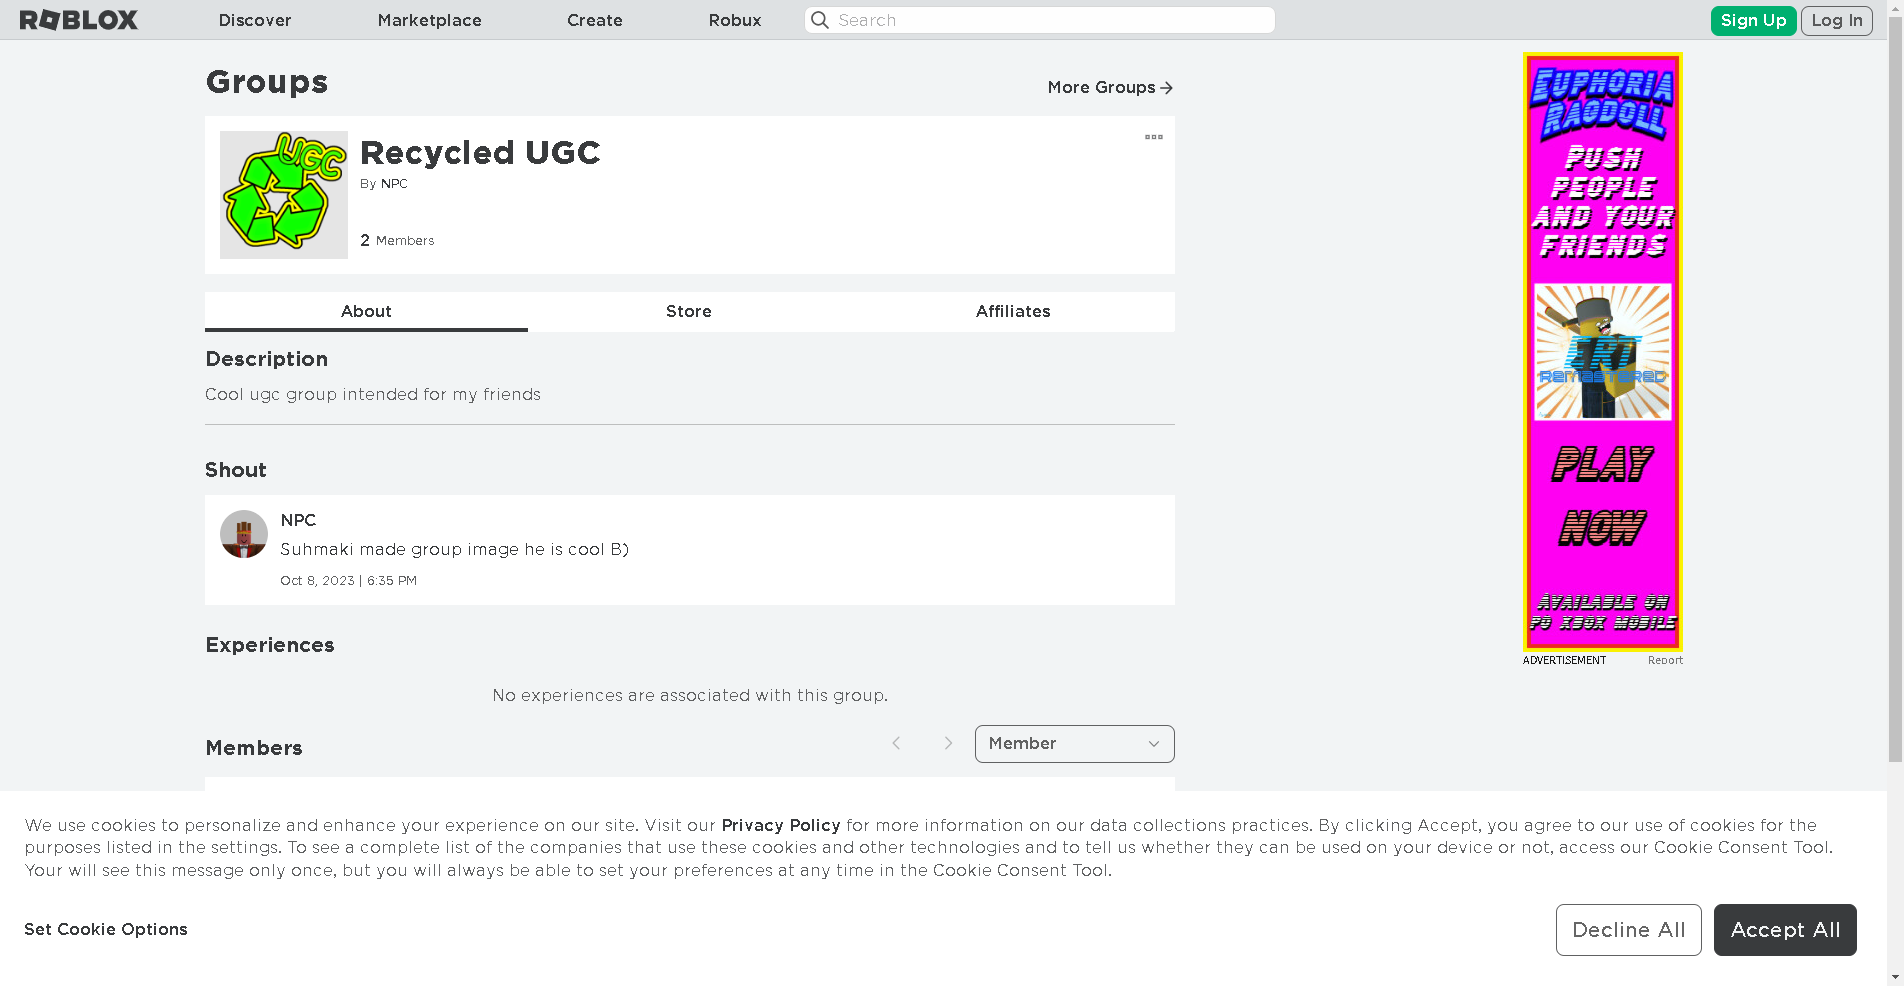 ROBLOX
Discover
Marketplace
Create
Robux
Search
Sign Up
Log In
Groups
More Groups
UGC
Recycled UGC
By NPC
2 Members
About
Store
Affiliates
Description
Cool ugc group intended for my friends
Shout
NPC
Suhmaki made group image he is cool B)
Oct 8, 2023 | 6:35 PM
Experiences
No experiences are associated with this group.
Members
Member
EUPHORIA
RAGDOLL
PUSH
PEOPLE
AND YOUR
FRIENDS
ERT
REMASTERED
PLAY
NOW
AVAILABLE ON
PC XBOX MOBILE
ADVERTISEMENT
Report
We use cookies to personalize and enhance your experience on our site. Visit our Privacy Policy for more information on our data collections practices. By clicking Accept, you agree to our use of cookies for the
purposes listed in the settings. To see a complete list of the companies that use these cookies and other technologies and to tell us whether they can be used on your device or not, access our Cookie Consent Tool.
Your will see this message only once, but you will always be able to set your preferences at any time in the Cookie Consent Tool.
Set Cookie Options
Decline All
Accept All